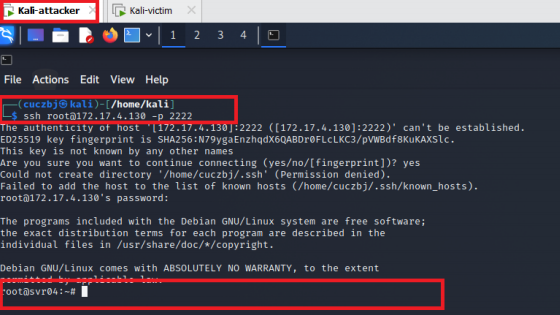 Kali-attacker
Kali-victim
1 2 3 4
File Actions Edit View Help
(cuczbj㉿kali)-[/home/kali]
$ ssh root@172.17.4.130 -p 2222
The authenticity of host '[172.17.4.130]:2222 ([172.17.4.130]:2222)' can't be established.
ED25519 key fingerprint is SHA256:N79ygaEnzhqdX6QABDr0FLcLKC3/pVWBdf8KuKAXSlc.
This key is not known by any other names
Are you sure you want to continue connecting (yes/no/[fingerprint])? yes
Could not create directory '/home/cuczbj/.ssh' (Permission denied).
Failed to add the host to the list of known hosts (/home/cuczbj/.ssh/known_hosts).
root@172.17.4.130's password:
The programs included with the Debian GNU/Linux system are free software;
the exact distribution terms for each program are described in the
individual files in /usr/share/doc/*/copyright.
Debian GNU/Linux comes with ABSOLUTELY NO WARRANTY, to the extent
permitted by applicable law.
root@svr04:~#